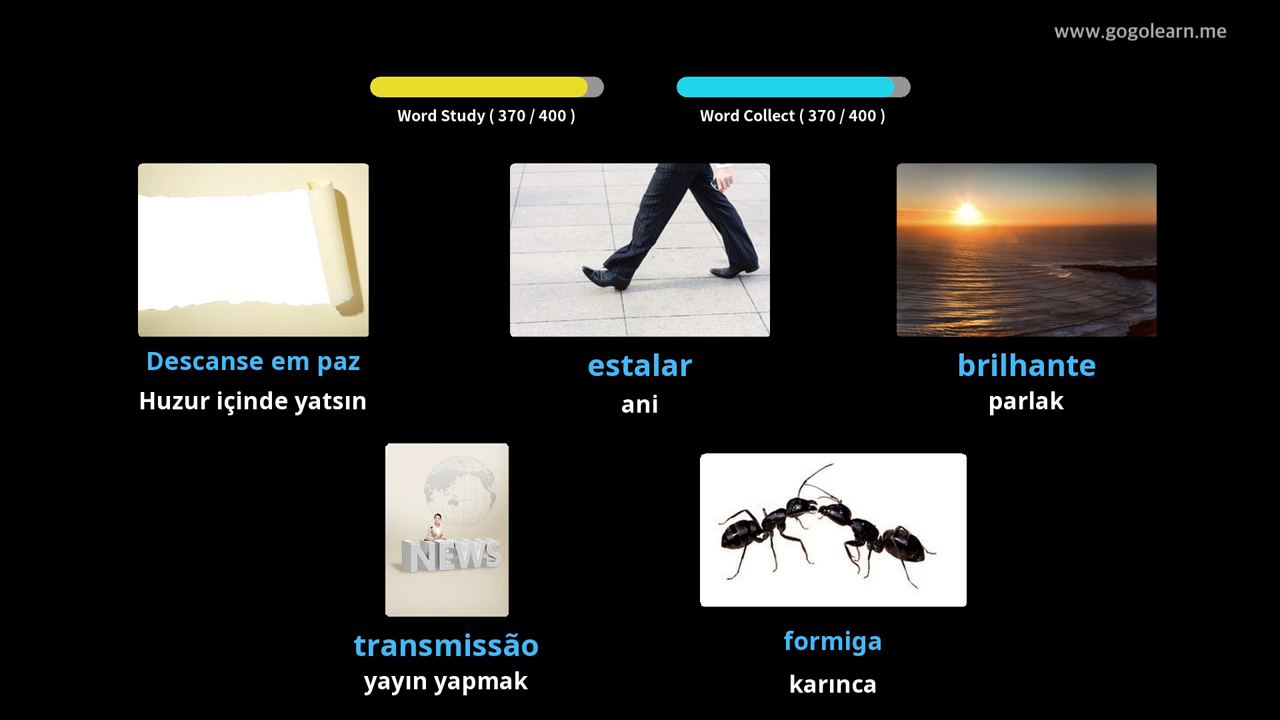 www.gogolearn.me
Word Study ( 370 / 400 )
Word Collect ( 370 / 400 )
Descanse em paz
Huzur içinde yatsın
estalar
ani
brilhante
parlak
NEWS
transmissão
yayın yapmak
formiga
karınca